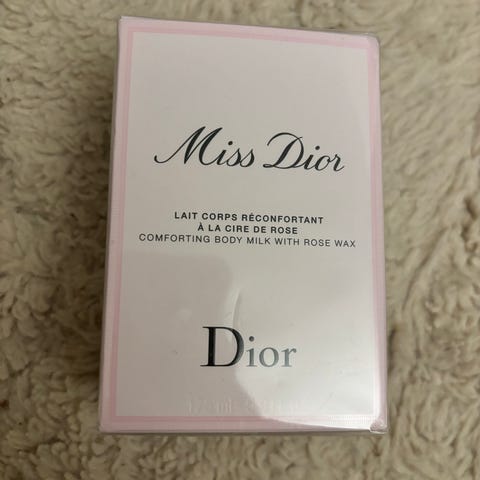 Miss Dior
LAIT CORPS RÉCONFORTANT
À LA CIRE DE ROSE
COMFORTING BODY MILK WITH ROSE WAX
Dior